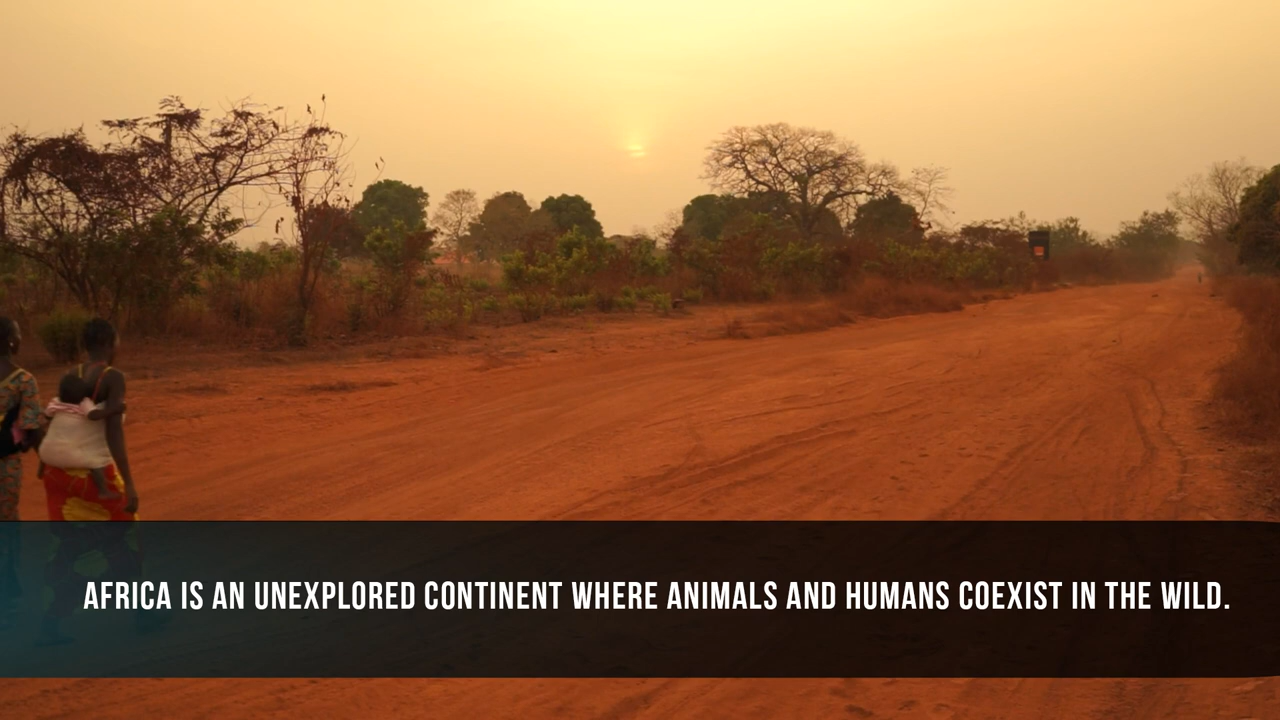 AFRICA IS AN UNEXPLORED CONTINENT WHERE ANIMALS AND HUMANS COEXIST IN THE WILD.